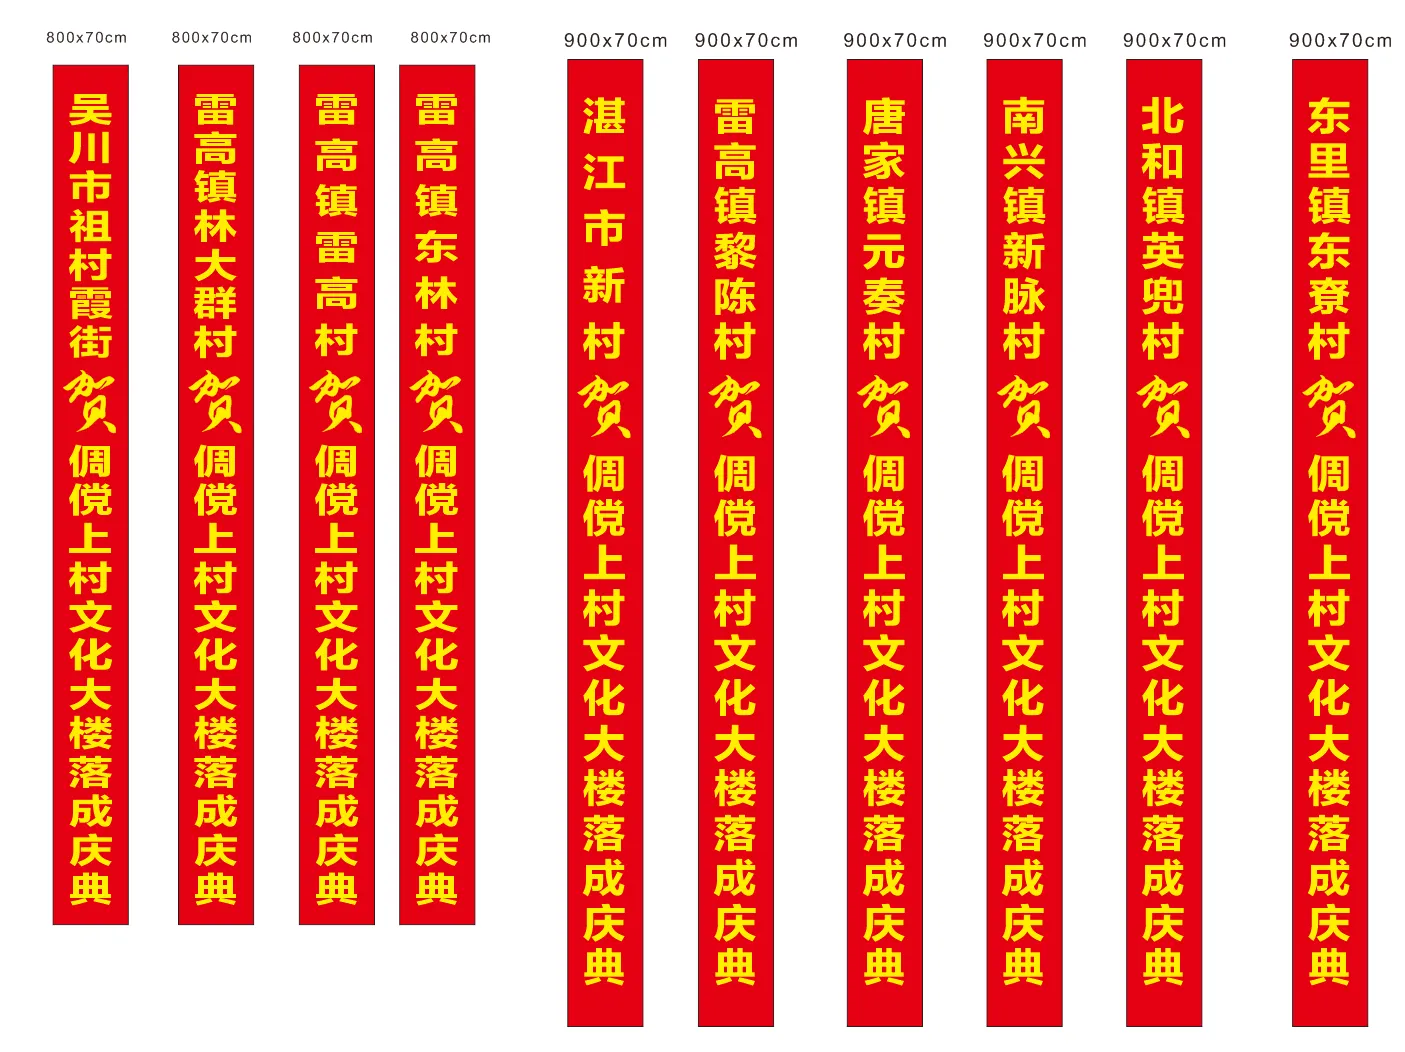 800x70cm
800x70cm
800x70cm
800x70cm
900x70cm
900x70cm
900x70cm
900x70cm
900x70cm
900x70cm
吴川市祖村霞街贺倜傥上村文化大楼落成庆典
雷高镇林大群村贺倜傥上村文化大楼落成庆典
雷高镇雷高村贺倜傥上村文化大楼落成庆典
雷高镇东林村贺倜傥上村文化大楼落成庆典
湛江市新村贺倜傥上村文化大楼落成庆典
雷高镇黎陈村贺倜傥上村文化大楼落成庆典
唐家镇元奏村贺倜傥上村文化大楼落成庆典
南兴镇新脉村贺倜傥上村文化大楼落成庆典
北和镇英兜村贺倜傥上村文化大楼落成庆典
东里镇东寮村贺倜傥上村文化大楼落成庆典